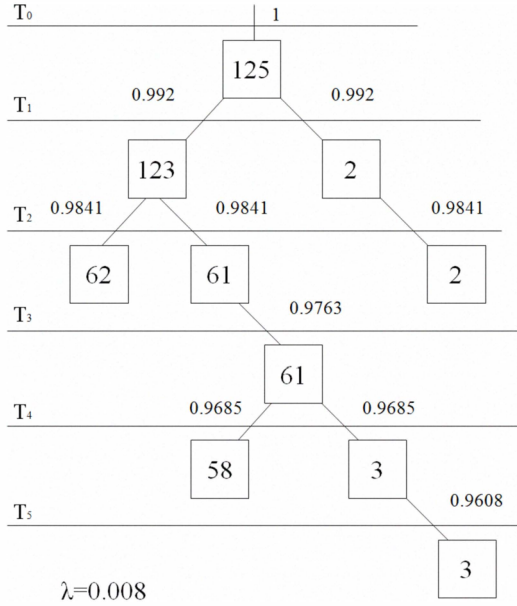 T₀ 1
125
0.992 0.992
T₁
123 2
0.9841 0.9841 0.9841
T₂
62 61 2
0.9763
T₃
61
0.9685 0.9685
T₄
58 3
0.9608
T₅
3
λ=0.008